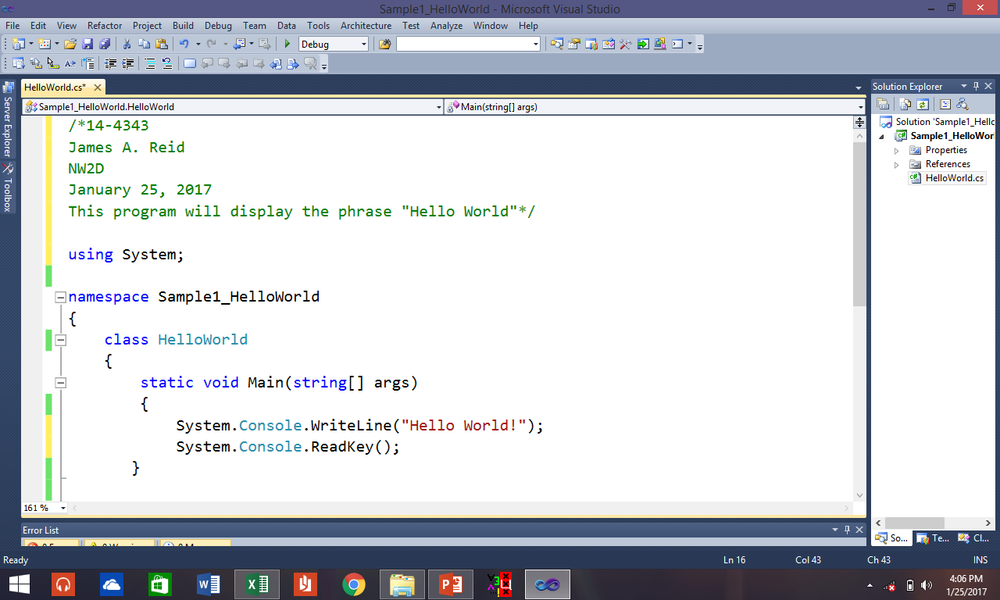 Sample1_HelloWorld - Microsoft Visual Studio
File Edit View Refactor Project Build Debug Team Data Tools Architecture Test Analyze Window Help
Debug
HelloWorld.cs*
Sample1_HelloWorld.HelloWorld
Main(string[] args)
/*14-4343
James A. Reid
NW2D
January 25, 2017
This program will display the phrase "Hello World"*/
using System;
namespace Sample1_HelloWorld
{
class HelloWorld
{
static void Main(string[] args)
{
System.Console.WriteLine("Hello World!");
System.Console.ReadKey();
}
161 %
Server Explorer
Toolbox
Solution Explorer
Solution 'Sample1_Hello
Sample1_HelloWorl
Properties
References
HelloWorld.cs
So... Te... Cl...
Error List
Ready
Ln 16 Col 43 Ch 43 INS
4:06 PM
1/25/2017